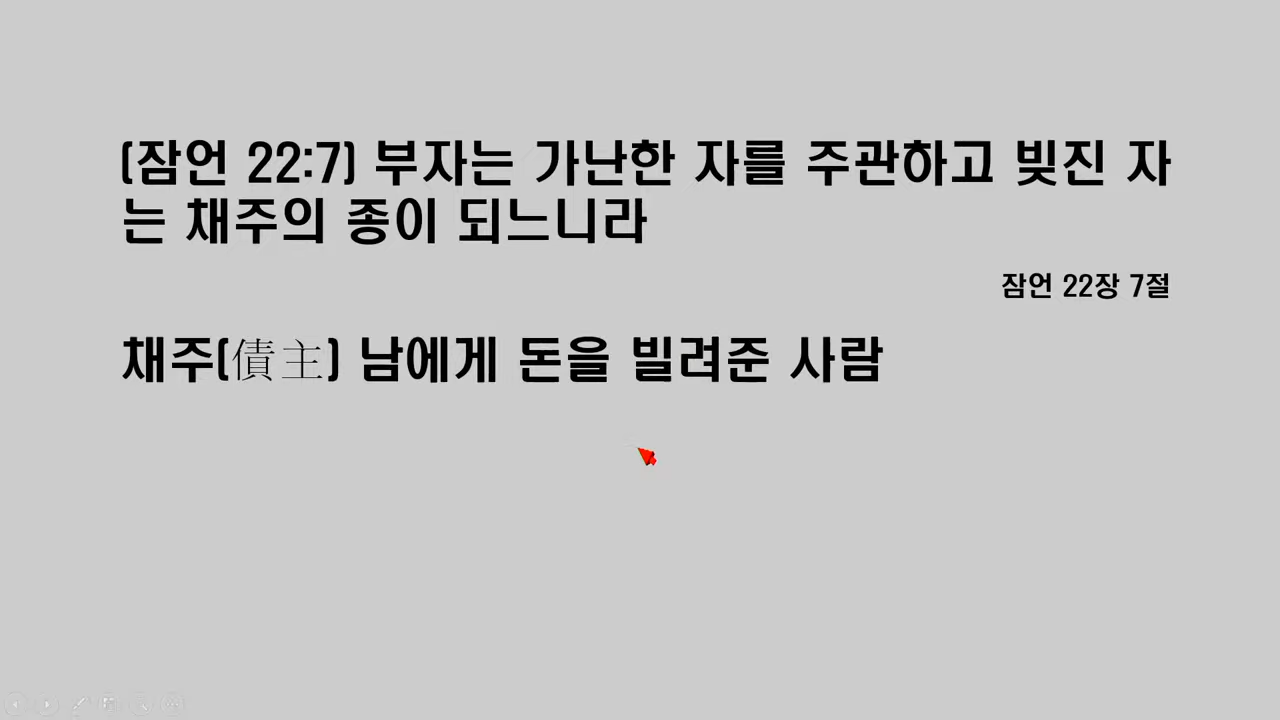 (잠언 22:7) 부자는 가난한 자를 주관하고 빚진 자
는 채주의 종이 되느니라
잠언 22장 7절
채주(債主) 남에게 돈을 빌려준 사람